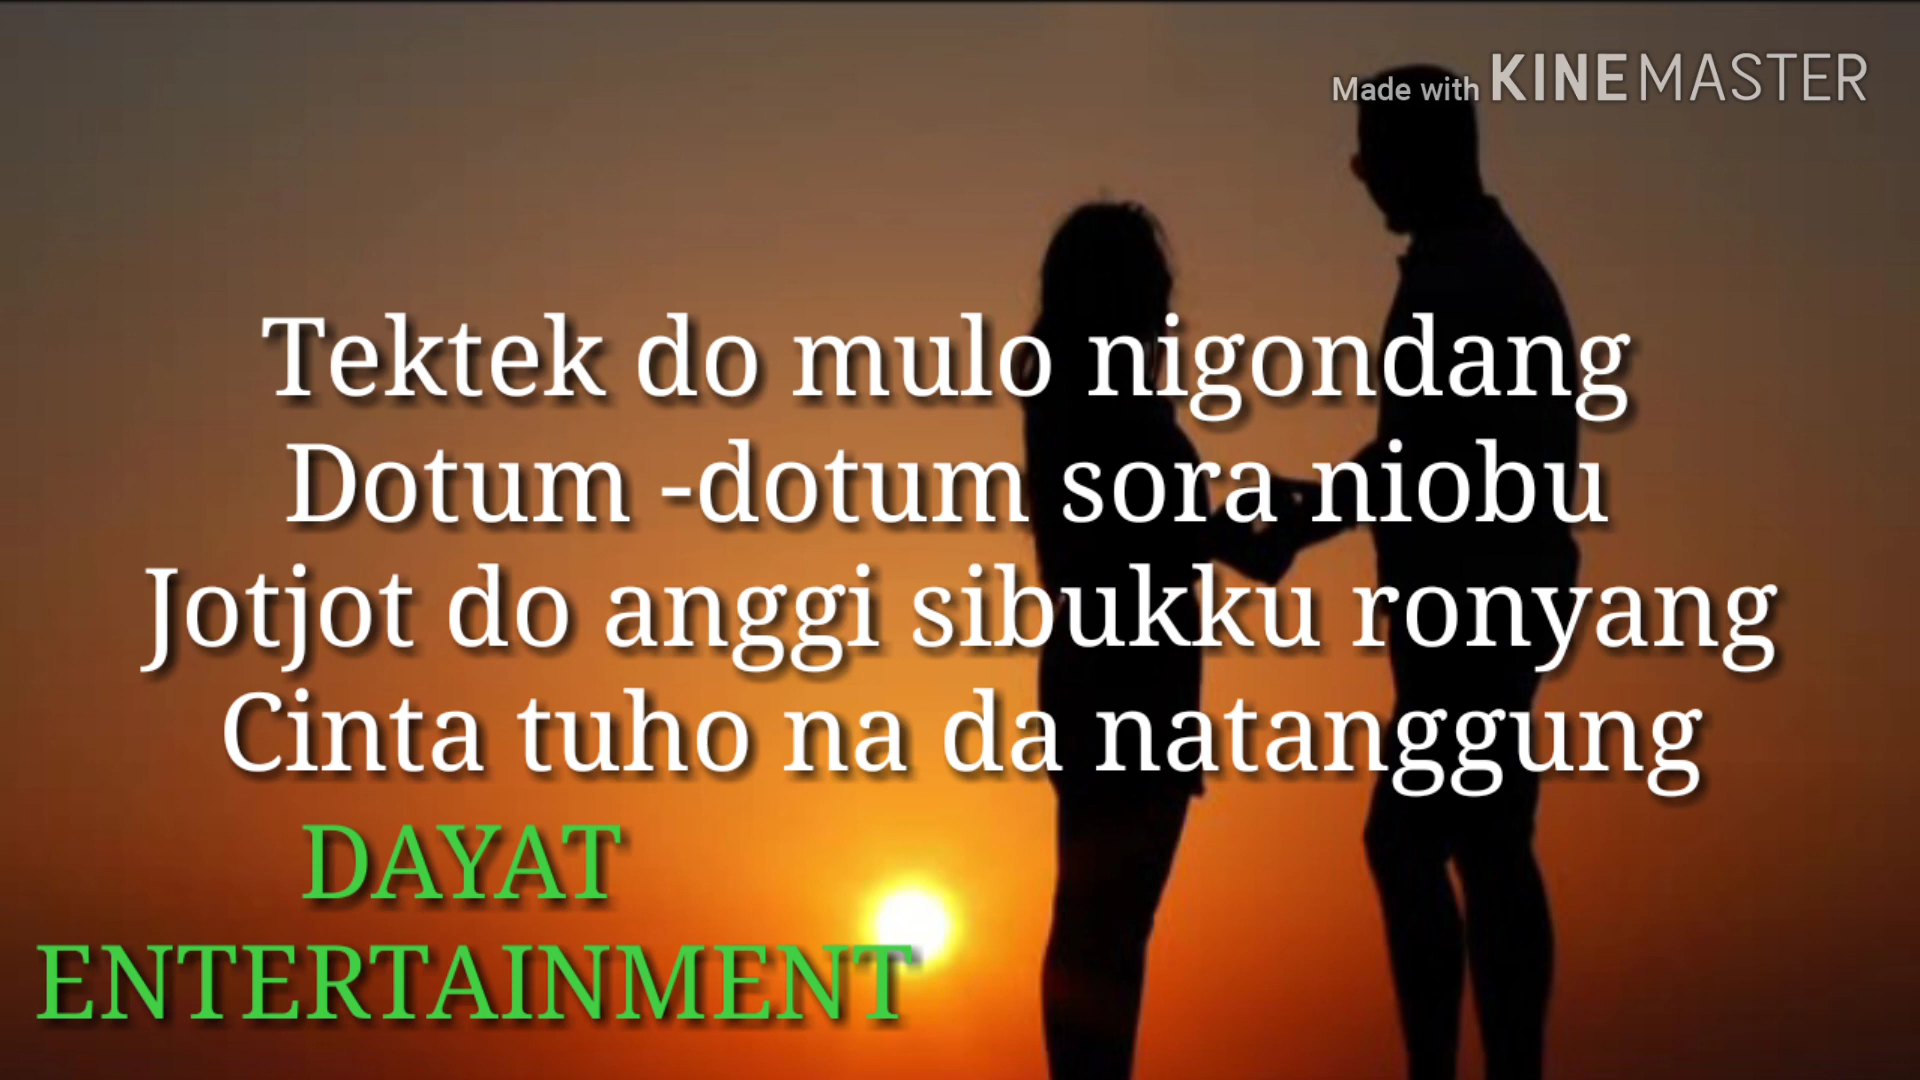 Made with KINEMASTER
Tektek do mulo nigondang
Dotum -dotum sora niobu
Jotjot do anggi sibukku ronyang
Cinta tuho na da natanggung
DAYAT
ENTERTAINMENT